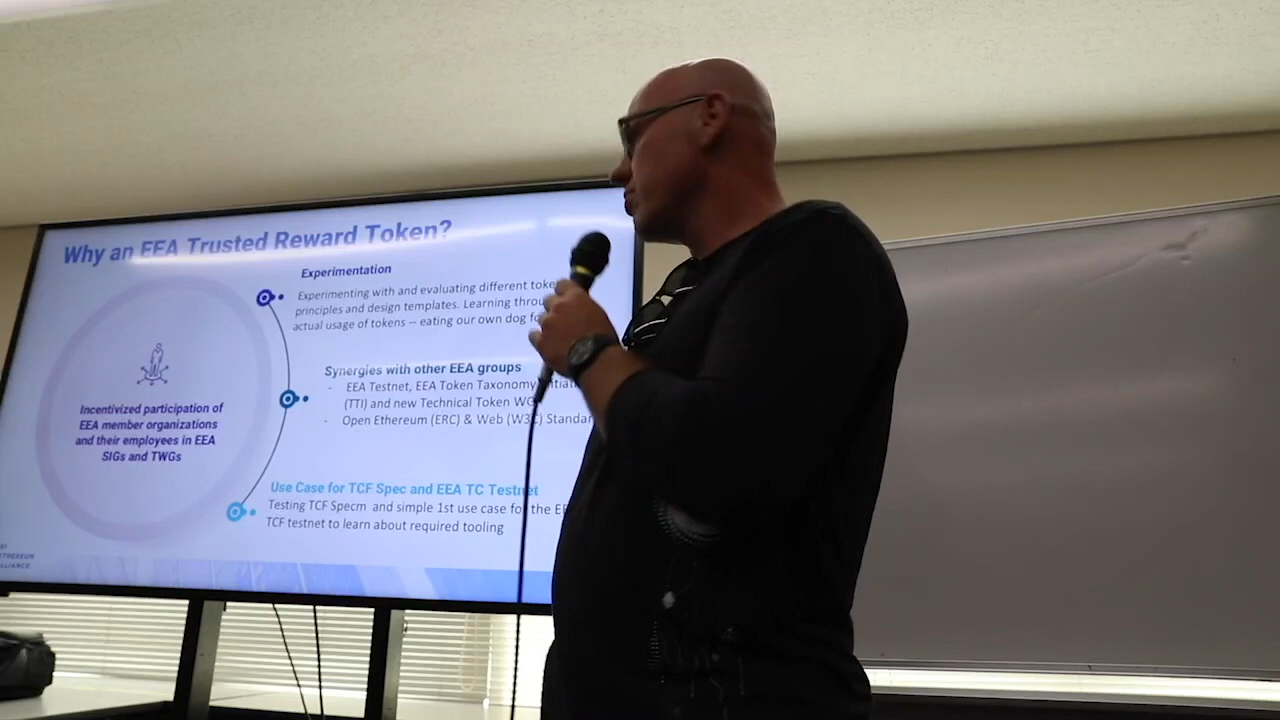 Why an EEA Trusted Reward Token?
Experimentation
Experimenting with and evaluating different
principles and design templates. Learning
actual usage of tokens – eating our own dog
Incentivized participation of
EEA member organizations
and their employees in EEA
SIGs and TWGs
Synergies with other EEA groups
- EEA Testnet, EEA Token Taxonomy
(TTI) and new Technical Token
- Open Ethereum (ERC) & Web (W3C)
Use Case for TCF Spec and EEA TC Testnet
Testing TCF Specm and simple 1st use case for the
TCF testnet to learn about required tooling